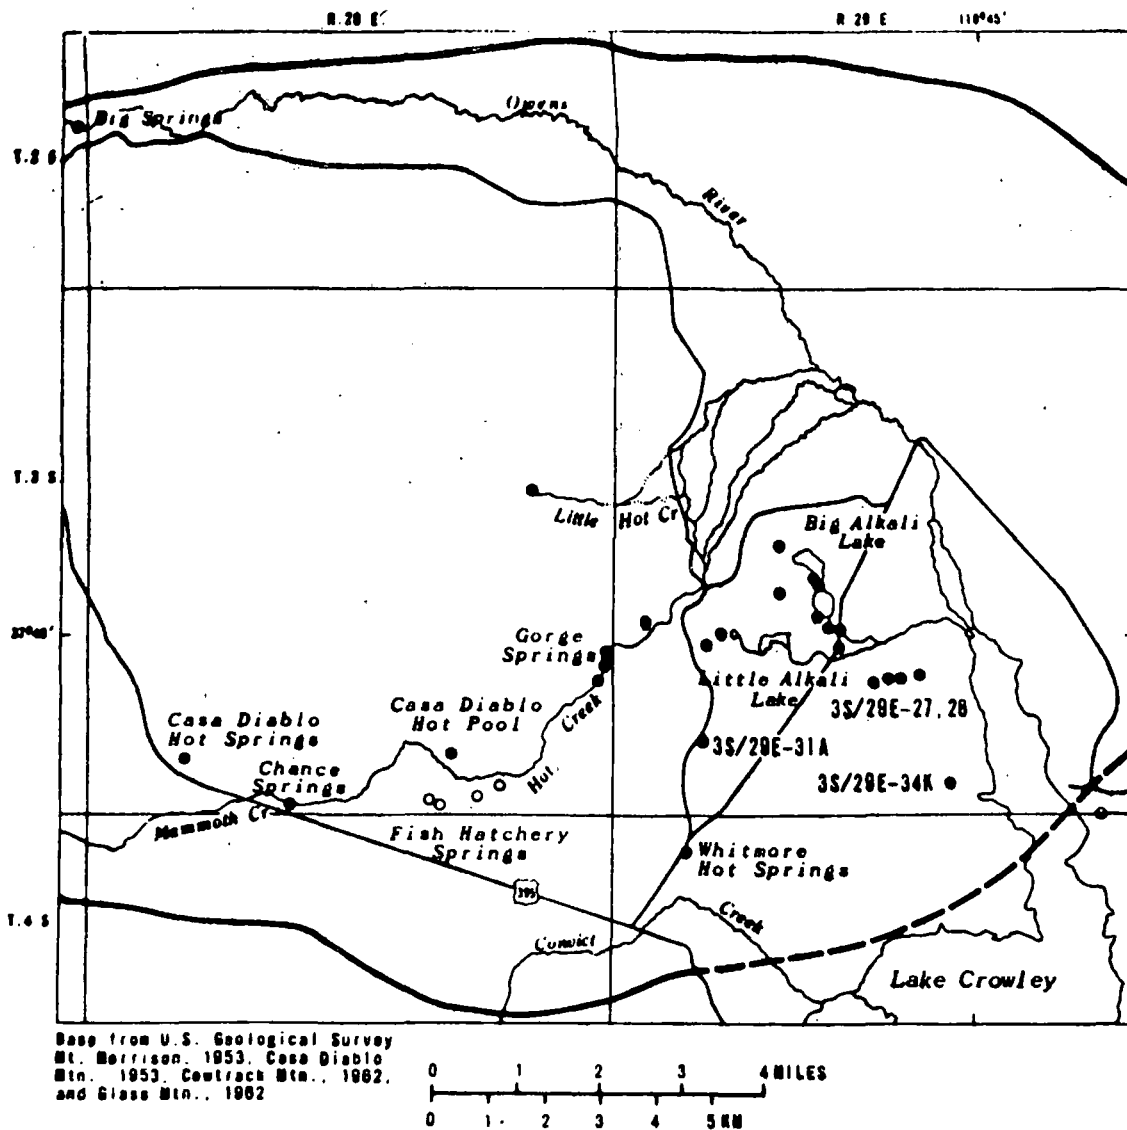 R.28 E.
R 29 E
118°45'
Owens
Big Springs
T.2 S
River
T.3 S
Little Hot Cr
Big Alkali
Lake
37°40'
Gorge
Springs
Little Alkali
Lake
Casa Diablo
Hot Pool
Creek
3S/29E-27,28
Casa Diablo
Hot Springs
3S/29E-31A
Hot
Chance
Springs
3S/29E-34K
Mammoth Cr
Fish Hatchery
Springs
Whitmore
Hot Springs
395
T.4 S
Creek
Convict
Lake Crowley
Base from U.S. Geological Survey
Mt. Morrison, 1953, Casa Diablo
Mtn. 1953, Cowtrack Mtn., 1962,
and Glass Mtn., 1962
0 1 2 3 4 MILES
0 1 2 3 4 5 KM